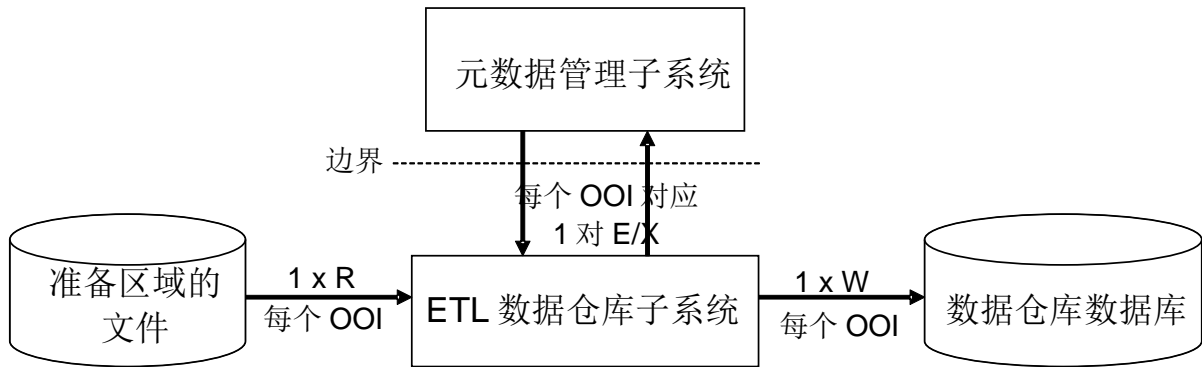 元数据管理子系统
边界
每个 OOI 对应
1 对 E/X
准备区域的
文件
1 x R
每个 OOI
ETL 数据仓库子系统
1 x W
每个 OOI
数据仓库数据库